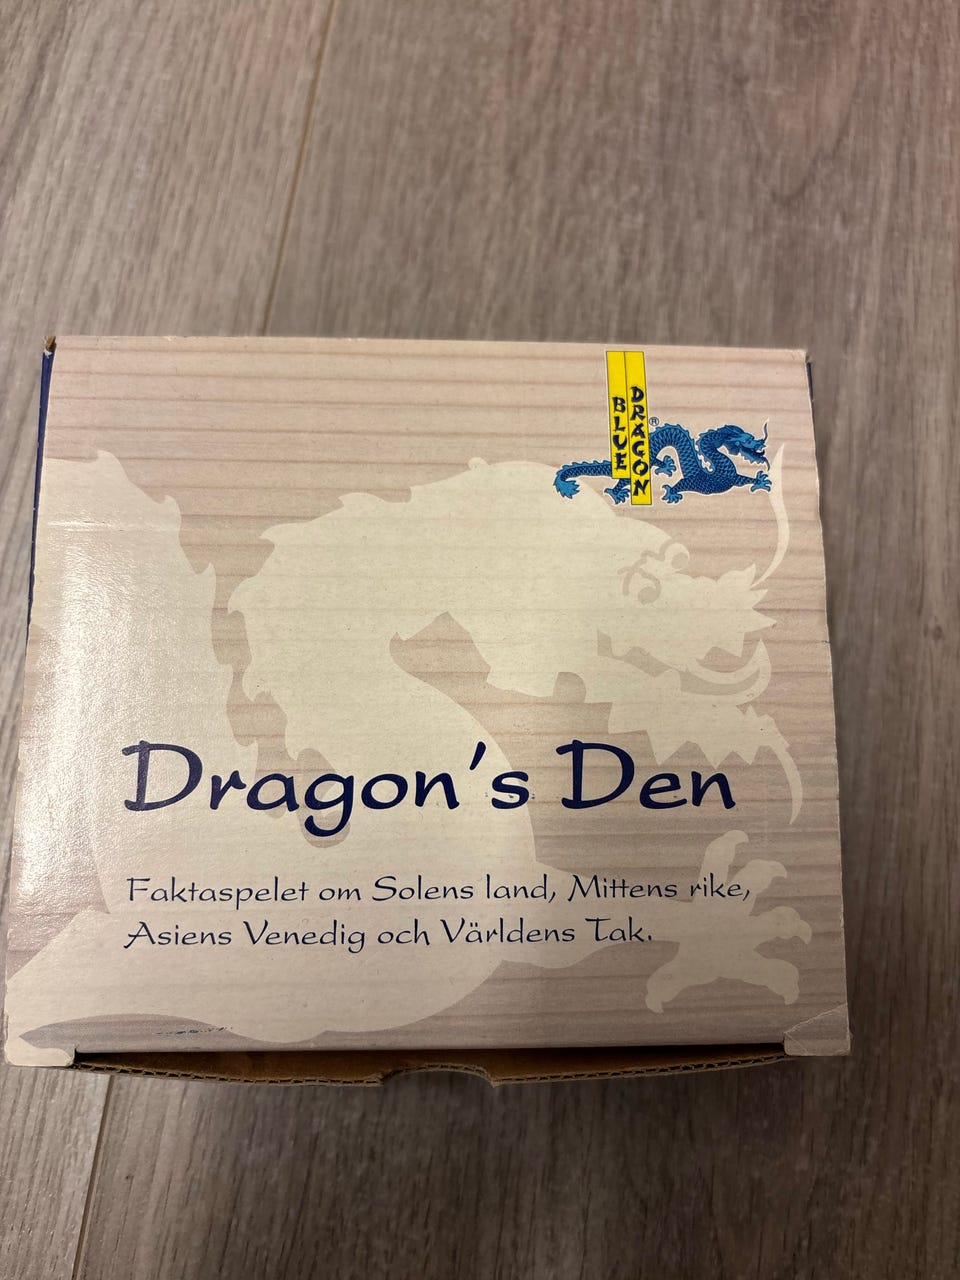 BLUE
DRAGON®
Dragon's Den
Faktaspelet om Solens land, Mittens rike,
Asiens Venedig och Världens Tak.